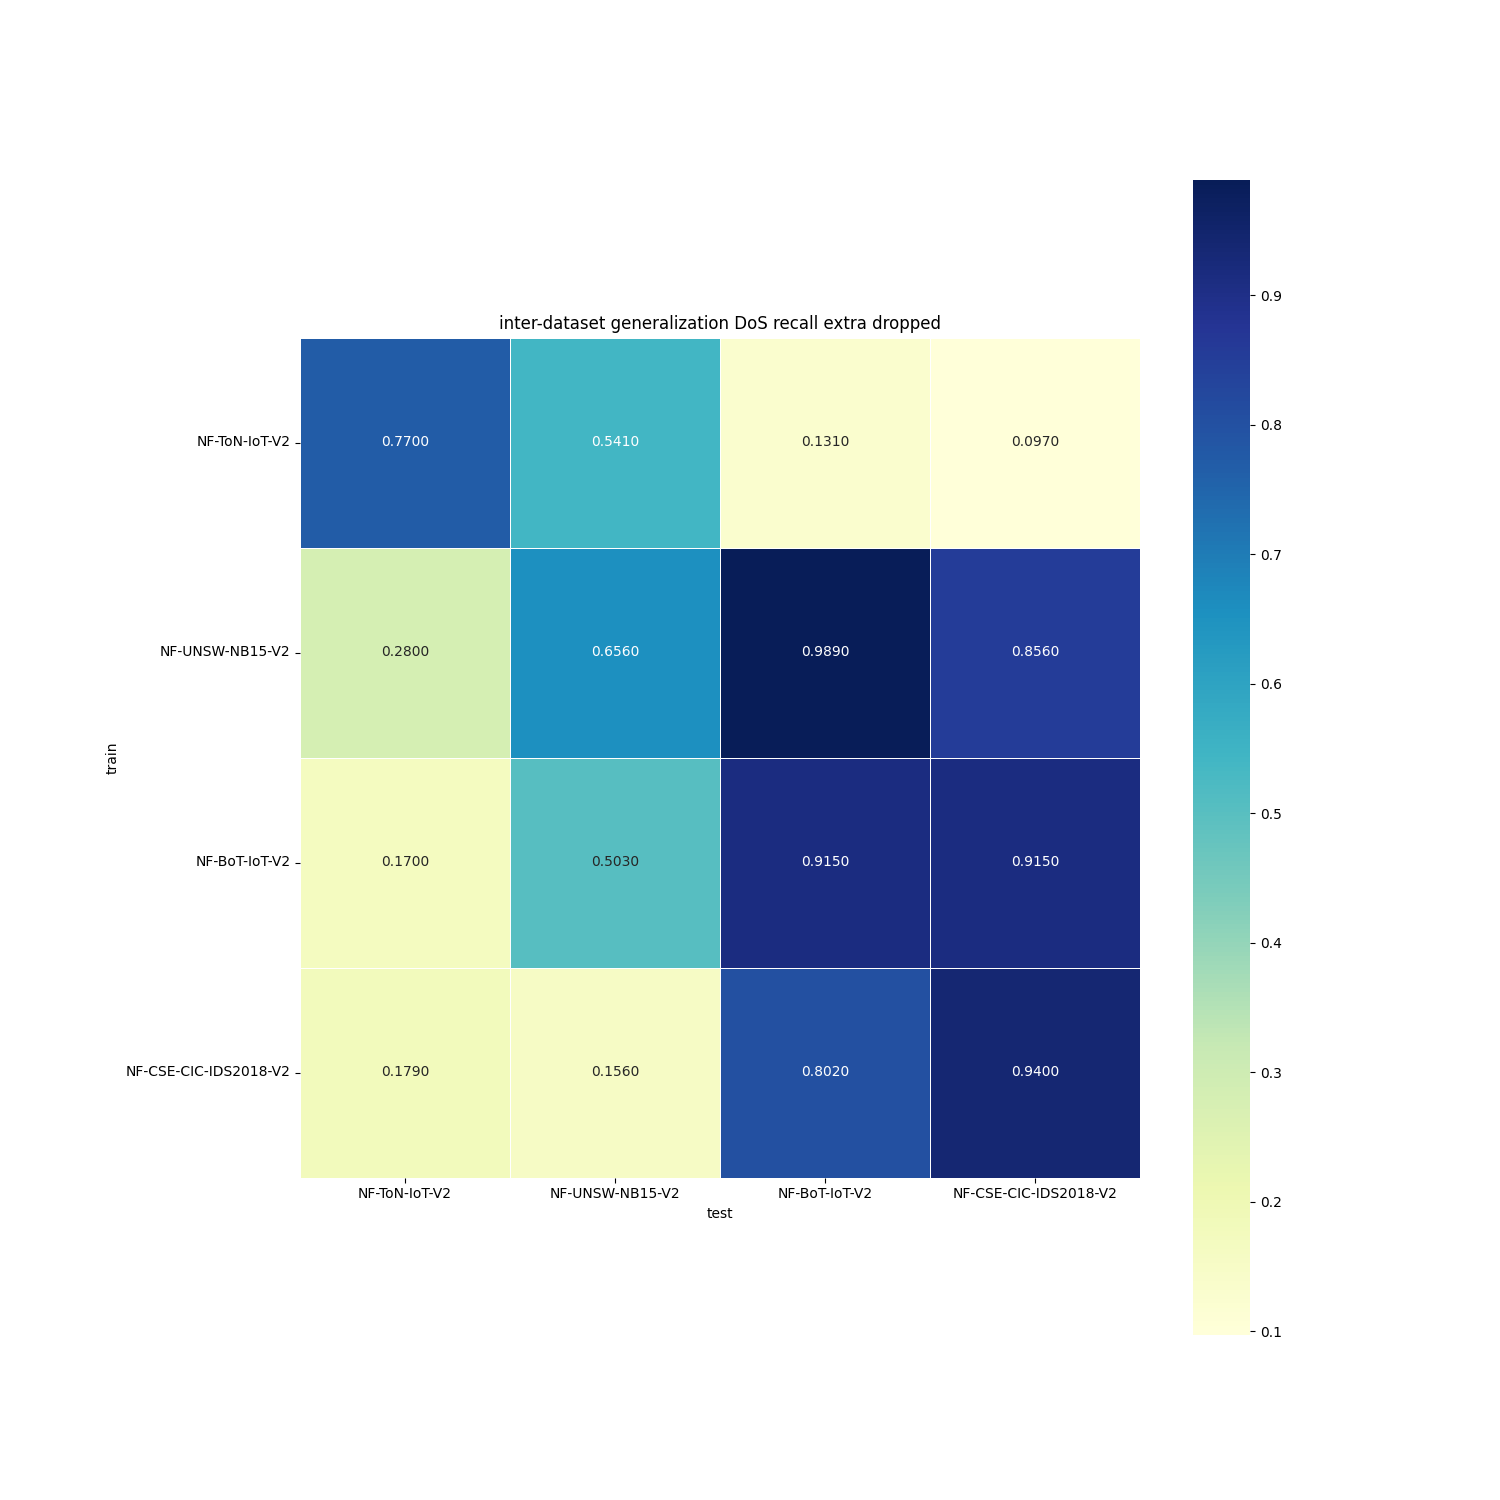 inter-dataset generalization DoS recall extra dropped
train
NF-ToN-IoT-V2
0.7700 0.5410 0.1310 0.0970
NF-UNSW-NB15-V2
0.2800 0.6560 0.9890 0.8560
NF-BoT-IoT-V2
0.1700 0.5030 0.9150 0.9150
NF-CSE-CIC-IDS2018-V2
0.1790 0.1560 0.8020 0.9400
NF-ToN-IoT-V2 NF-UNSW-NB15-V2 NF-BoT-IoT-V2 NF-CSE-CIC-IDS2018-V2
test
0.9
0.8
0.7
0.6
0.5
0.4
0.3
0.2
0.1